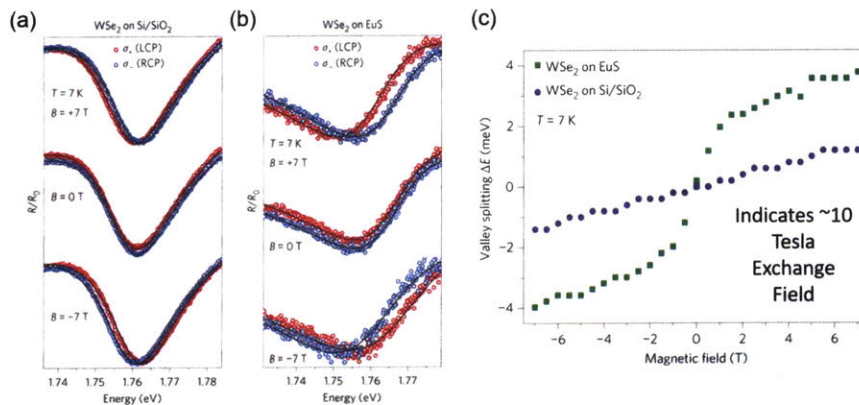 (a)
WSe₂ on Si/SiO₂
σ₊ (LCP)
σ₋ (RCP)
T = 7 K
B = +7 T
B = 0 T
B = −7 T
R/R₀
1.74 1.75 1.76 1.77 1.78
Energy (eV)
(b)
WSe₂ on EuS
σ₊ (LCP)
σ₋ (RCP)
T = 7 K
B = +7 T
B = 0 T
B = −7 T
R/R₀
1.74 1.75 1.76 1.77
Energy (eV)
(c)
WSe₂ on EuS
WSe₂ on Si/SiO₂
T = 7 K
Valley splitting ΔE (meV)
4
2
0
−2
−4
Indicates ~10
Tesla
Exchange
Field
−6 −4 −2 0 2 4 6
Magnetic field (T)